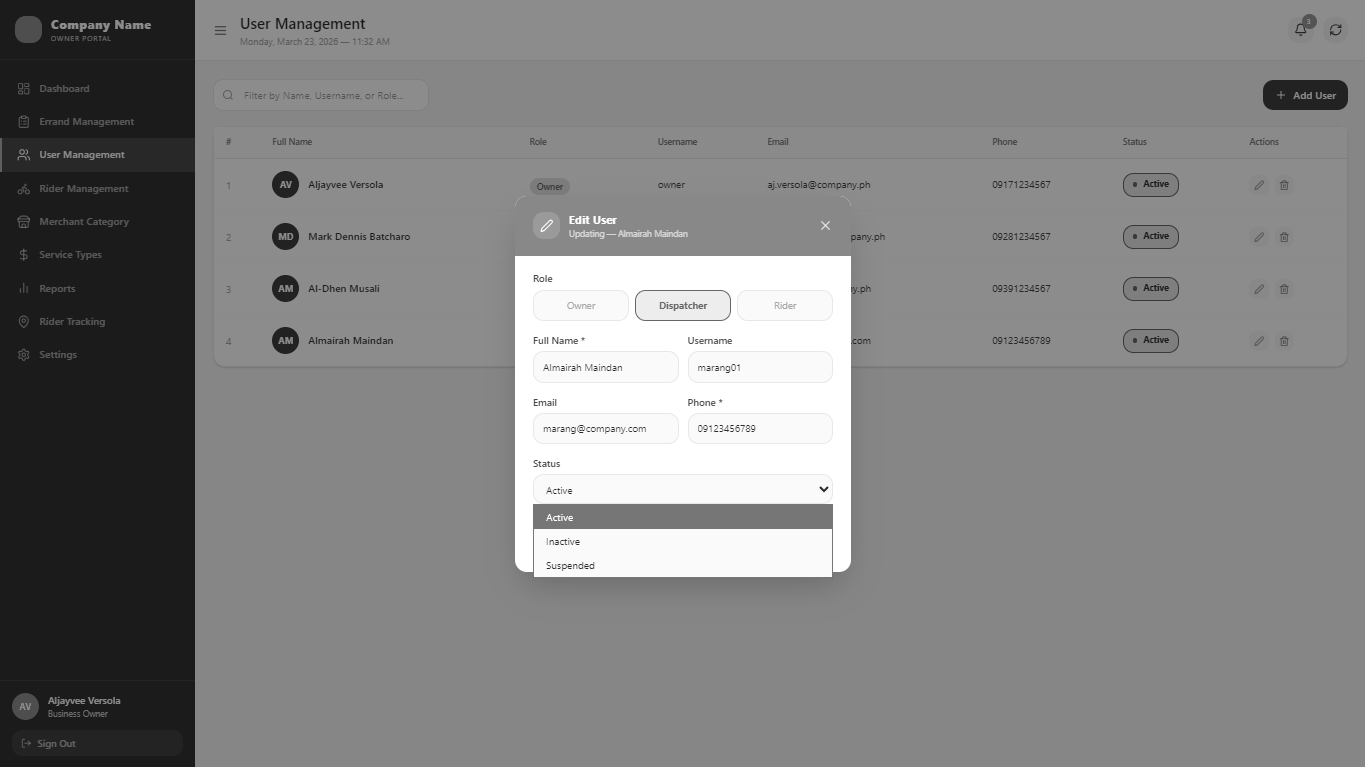 Company Name
OWNER PORTAL
Dashboard
Errand Management
User Management
Rider Management
Merchant Category
Service Types
Reports
Rider Tracking
Settings
AV
Aljayvee Versola
Business Owner
Sign Out
User Management
Monday, March 23, 2026 — 11:32 AM
3
Filter by Name, Username, or Role...
Add User
# Full Name Role Username Email Phone Status Actions
1 AV Aljayvee Versola Owner owner aj.versola@company.ph 09171234567 Active
2 MD Mark Dennis Batcharo pany.ph 09281234567 Active
3 AM Al-Dhen Musali y.ph 09391234567 Active
4 AM Almairah Maindan .com 09123456789 Active
Edit User
Updating — Almairah Maindan
Role
Owner Dispatcher Rider
Full Name * Username
Almairah Maindan marang01
Email Phone *
marang@company.com 09123456789
Status
Active
Active
Inactive
Suspended